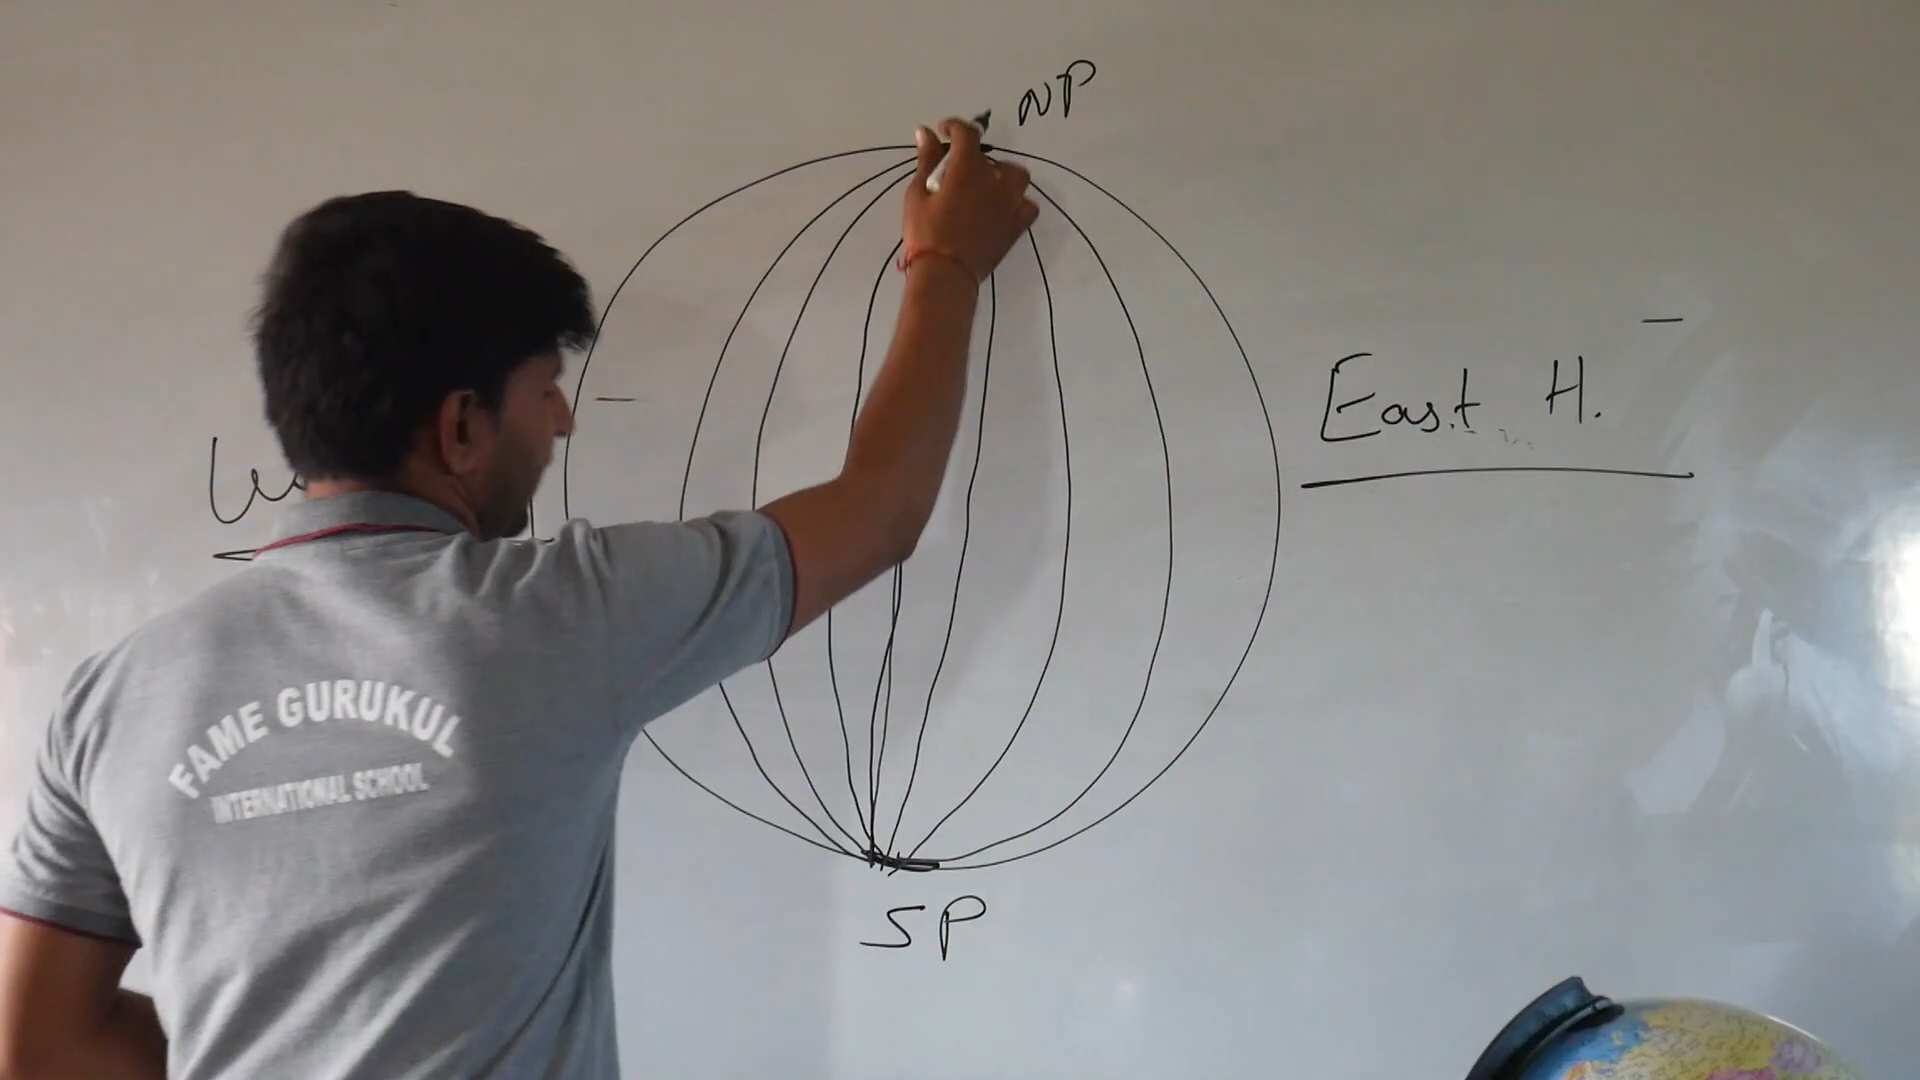 NP
East H.
SP
FAME GURUKUL
INTERNATIONAL SCHOOL